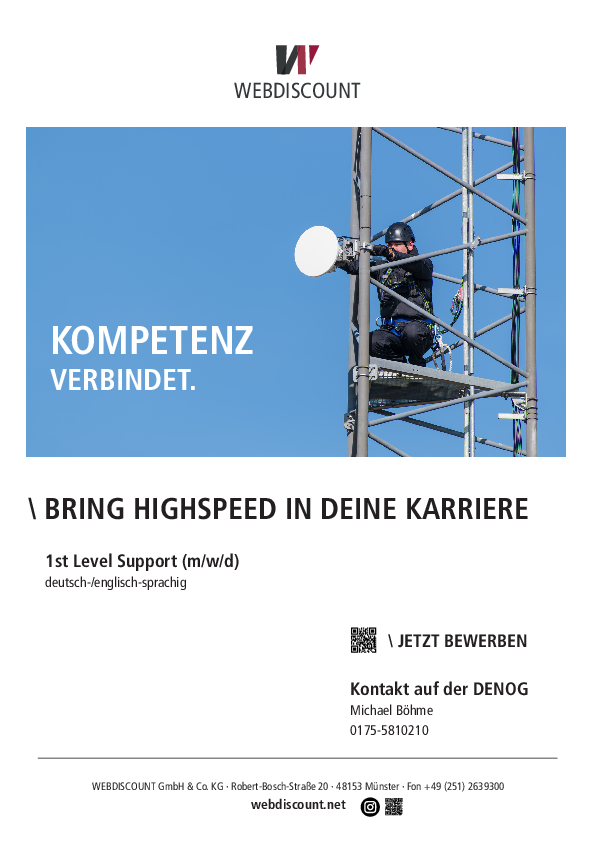 WEBDISCOUNT
KOMPETENZ
VERBINDET.
\ BRING HIGHSPEED IN DEINE KARRIERE
1st Level Support (m/w/d)
deutsch-/englisch-sprachig
\ JETZT BEWERBEN
Kontakt auf der DENOG
Michael Böhme
0175-5810210
WEBDISCOUNT GmbH & Co. KG · Robert-Bosch-Straße 20 · 48153 Münster · Fon +49 (251) 2639300
webdiscount.net